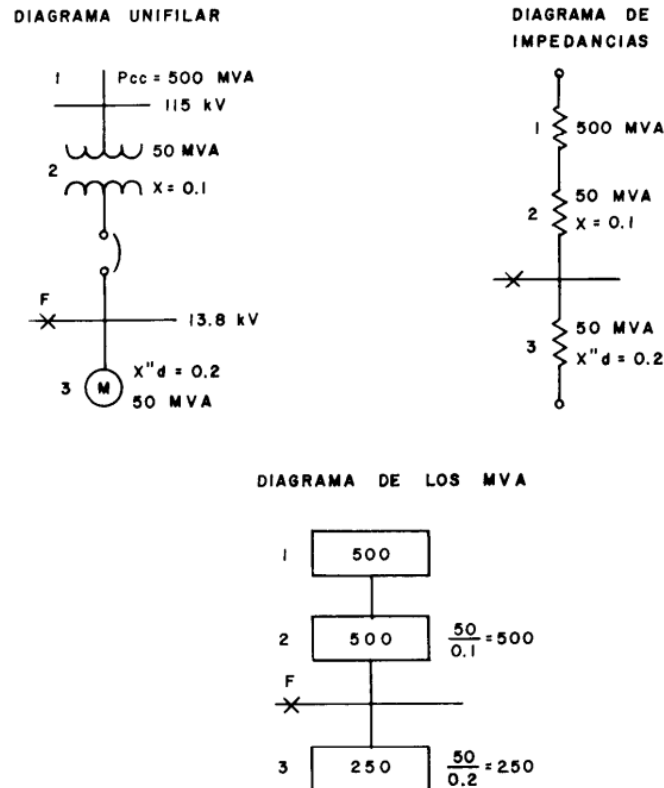 DIAGRAMA UNIFILAR
1 Pcc = 500 MVA
115 kV
50 MVA
2
X = 0.1
F
13.8 kV
X"d = 0.2
3 M
50 MVA
DIAGRAMA DE
IMPEDANCIAS
1 500 MVA
50 MVA
2
X = 0.1
50 MVA
3
X"d = 0.2
DIAGRAMA DE LOS MVA
1 500
2 500 50/0.1 = 500
F
3 250 50/0.2 = 250